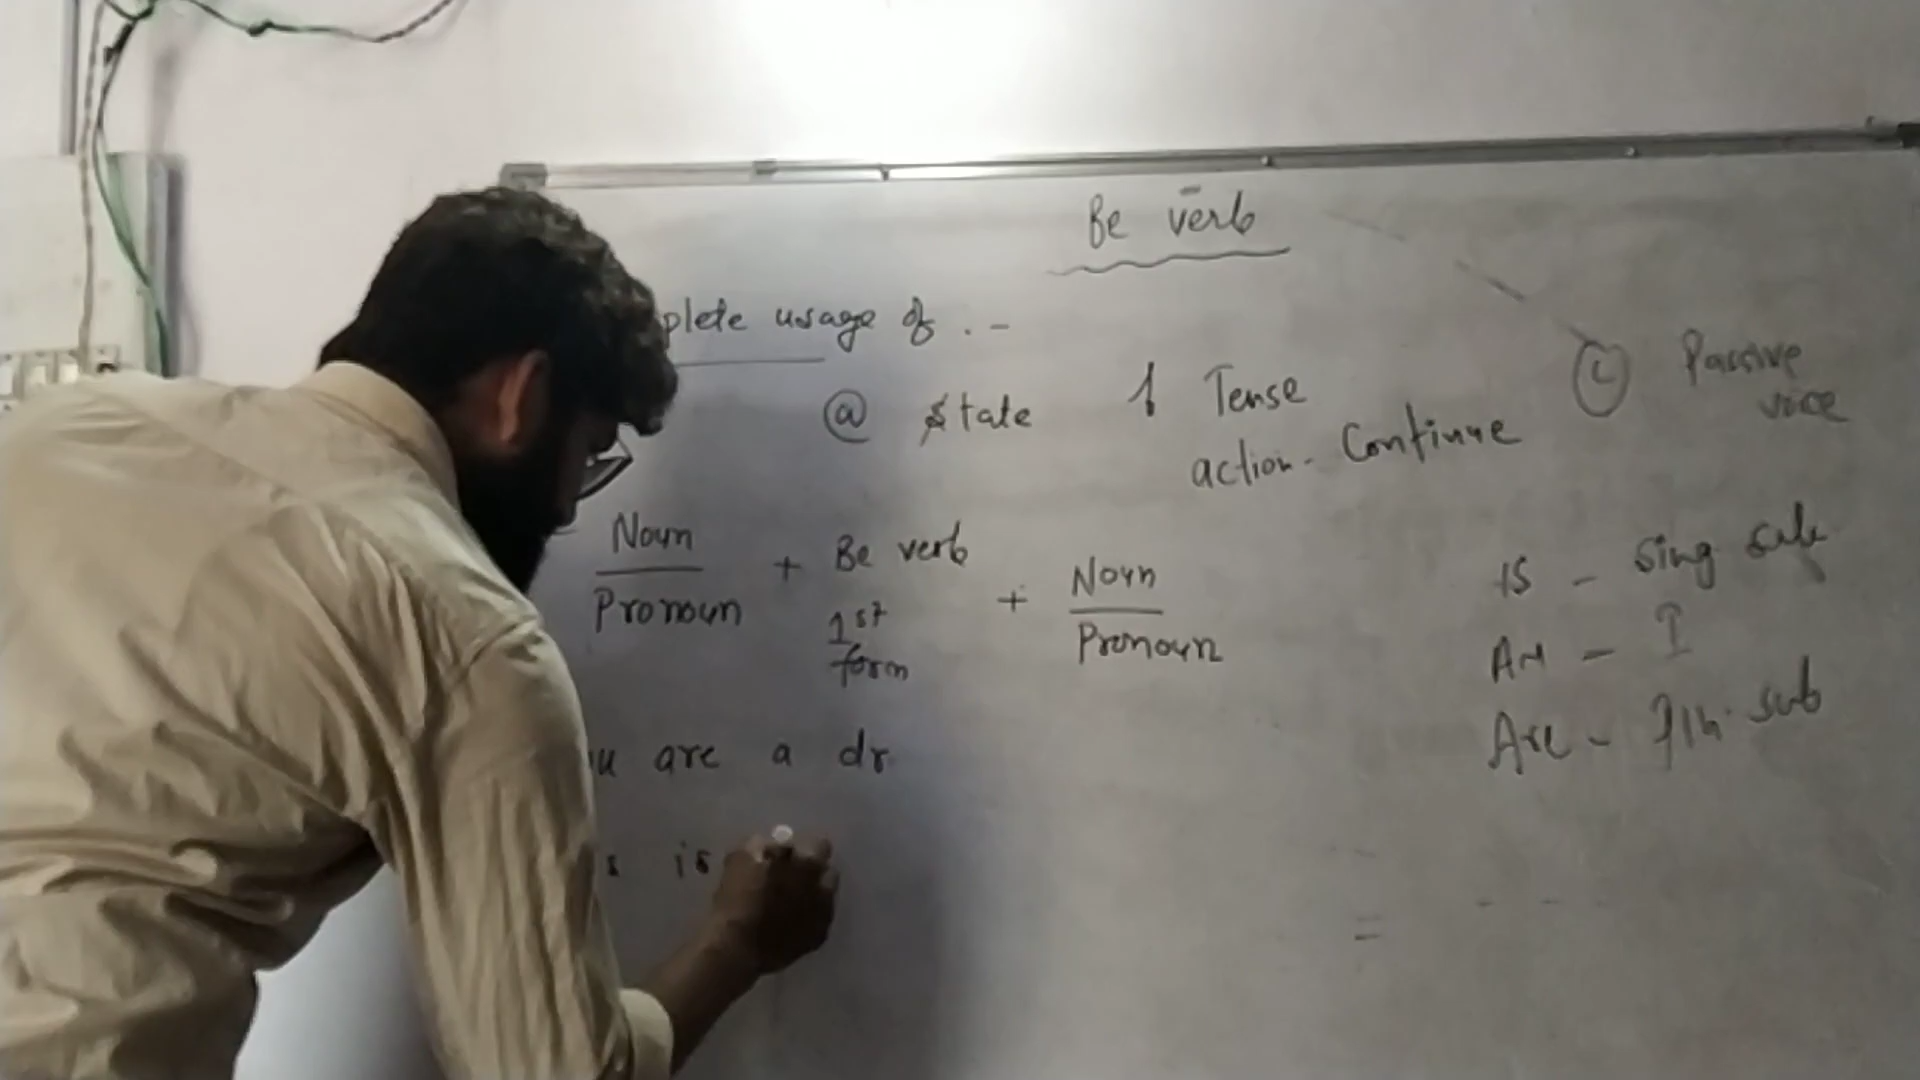 Be verb
plete usage of . -
@ State
Tense
action - Continue
C Passive
voice
Noun + Be verb + Noun
Pronoun 1st form Pronoun
IS - Sing sub
AM - I
Are - sub
u are a dr
s is